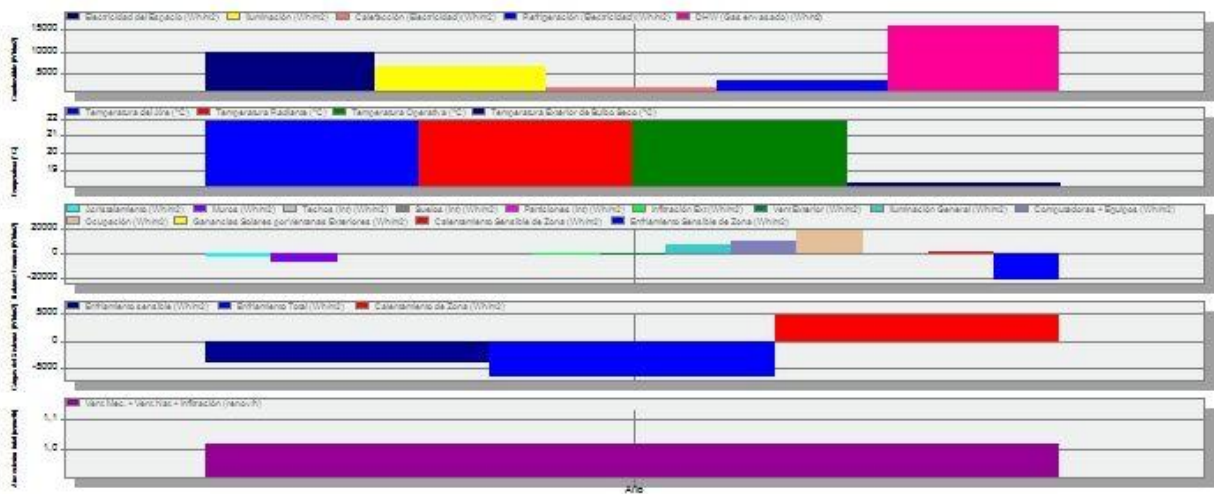 Electricidad del Espacio (Wh/m2) Iluminación (Wh/m2) Calefacción (Electricidad) (Wh/m2) Refrigeración (Electricidad) (Wh/m2) DHW (Gas envasado) (Wh/m2)
15000
10000
5000
Temperatura del Aire (°C) Temperatura Radiante (°C) Temperatura Operativa (°C) Temperatura Exterior de Bulbo Seco (°C)
22
21
20
19
Acristalamiento (Wh/m2) Muros (Wh/m2) Techos (Int) (Wh/m2) Suelos (Int) (Wh/m2) Particiones (Int) (Wh/m2) Infiltración Ext (Wh/m2) Vent Exterior (Wh/m2) Iluminación General (Wh/m2) Computadoras + Equipos (Wh/m2)
Ocupación (Wh/m2) Ganancias Solares por Ventanas Exteriores (Wh/m2) Calentamiento Sensible de Zona (Wh/m2) Enfriamiento Sensible de Zona (Wh/m2)
20000
0
-20000
Enfriamiento sensible (Wh/m2) Enfriamiento Total (Wh/m2) Calentamiento de Zona (Wh/m2)
5000
0
-5000
Vent Mec. + Vent Nat + Infiltración (renov/h)
1,1
1,0
Año